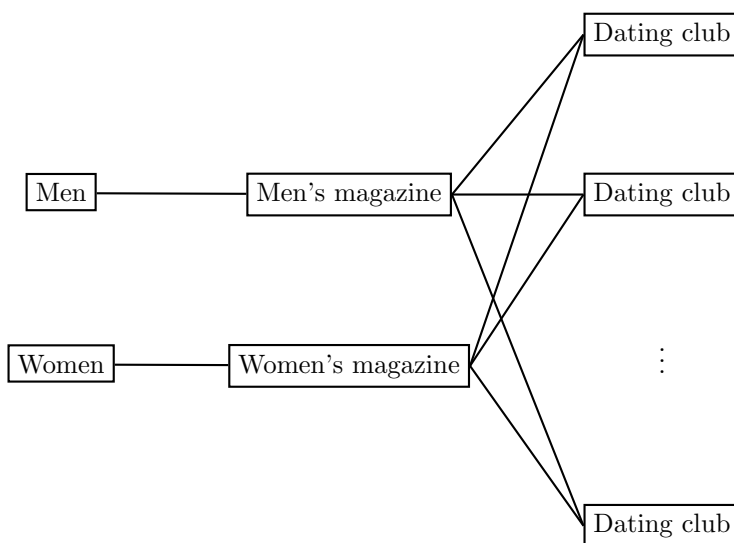 Dating club
Men
Men's magazine
Dating club
Women
Women's magazine
⋮
Dating club